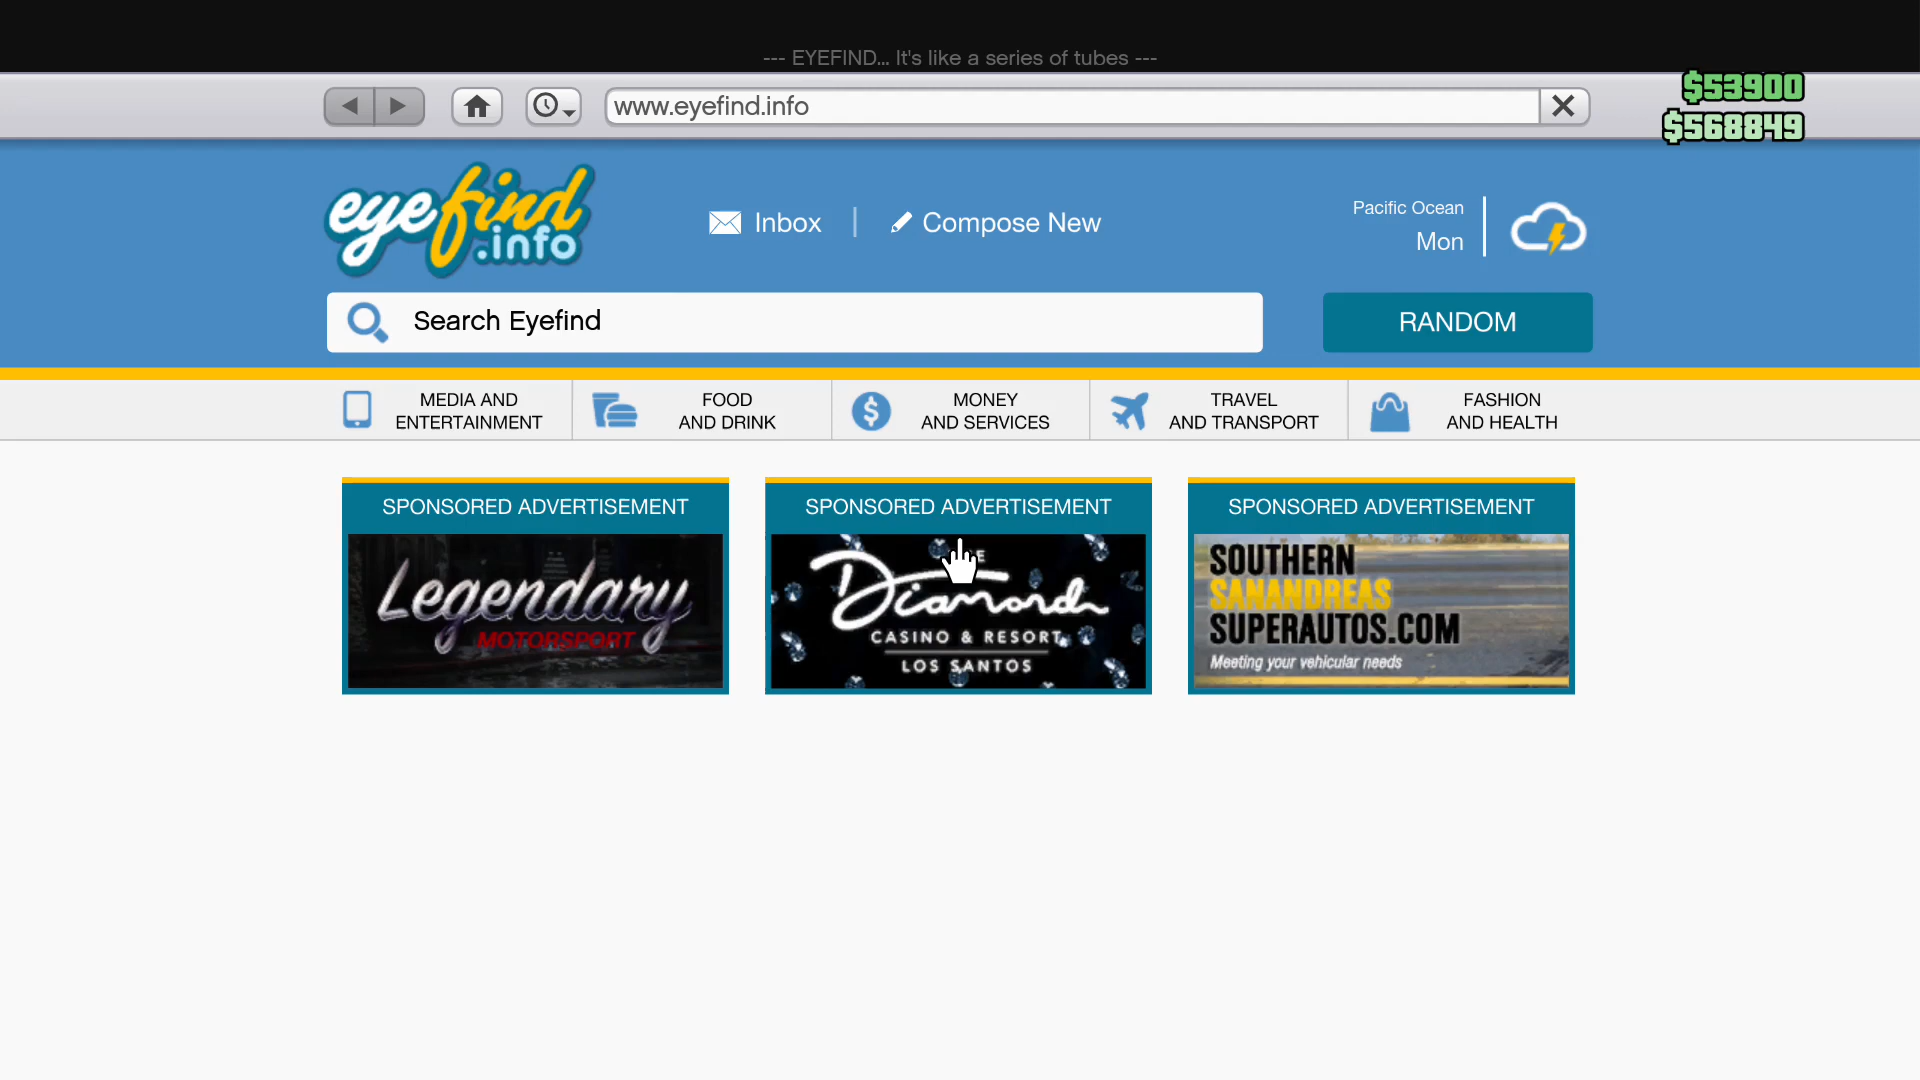 --- EYEFIND... It's like a series of tubes ---
www.eyefind.info
$53900
$568849
eyefind
.info
Inbox
Compose New
Pacific Ocean
Mon
Search Eyefind
RANDOM
MEDIA AND
ENTERTAINMENT
FOOD
AND DRINK
MONEY
AND SERVICES
TRAVEL
AND TRANSPORT
FASHION
AND HEALTH
SPONSORED ADVERTISEMENT
Legendary
MOTORSPORT
SPONSORED ADVERTISEMENT
Diamond
CASINO & RESORT
LOS SANTOS
SPONSORED ADVERTISEMENT
SOUTHERN
SANANDREAS
SUPERAUTOS.COM
Meeting your vehicular needs